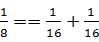 1/8 == 1/16 + 1/16